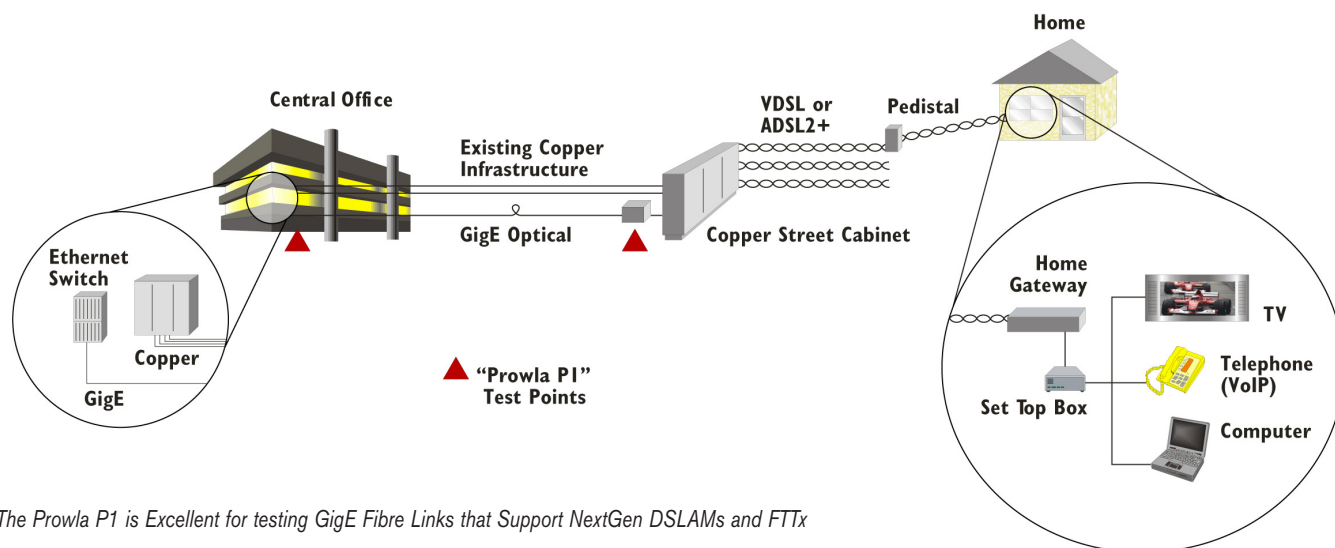 Home
Central Office
VDSL or
ADSL2+
Pedistal
Existing Copper
Infrastructure
GigE Optical
Copper Street Cabinet
Ethernet
Switch
Copper
GigE
"Prowla P1"
Test Points
Home
Gateway
TV
Telephone
(VoIP)
Set Top Box
Computer
The Prowla P1 is Excellent for testing GigE Fibre Links that Support NextGen DSLAMs and FTTx